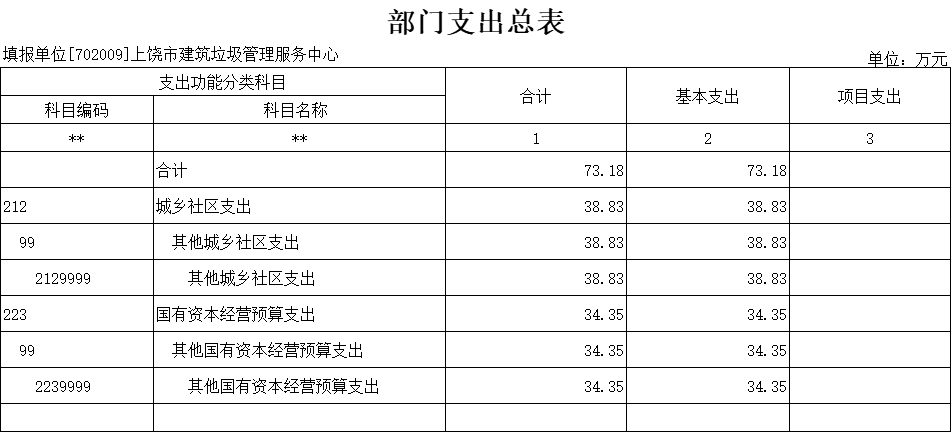 部门支出总表
填报单位[702009]上饶市建筑垃圾管理服务中心 单位：万元
支出功能分类科目 合计 基本支出 项目支出
科目编码 科目名称
** ** 1 2 3
合计 73.18 73.18
212 城乡社区支出 38.83 38.83
99 其他城乡社区支出 38.83 38.83
2129999 其他城乡社区支出 38.83 38.83
223 国有资本经营预算支出 34.35 34.35
99 其他国有资本经营预算支出 34.35 34.35
2239999 其他国有资本经营预算支出 34.35 34.35